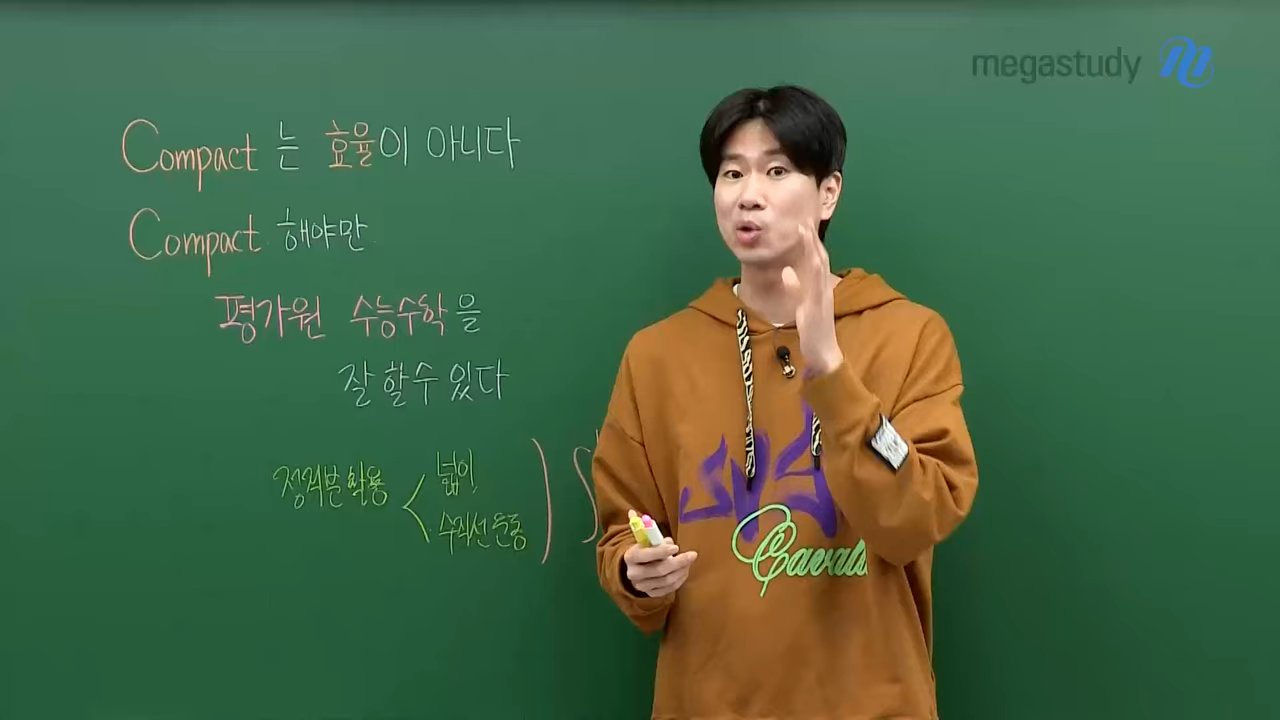 megastudy
Compact 는 효율이 아니다
Compact 해야만
평가원 수능수학을
잘 할 수 있다
정적분 활용 < 넓이,
수직선 운동
Cavalli